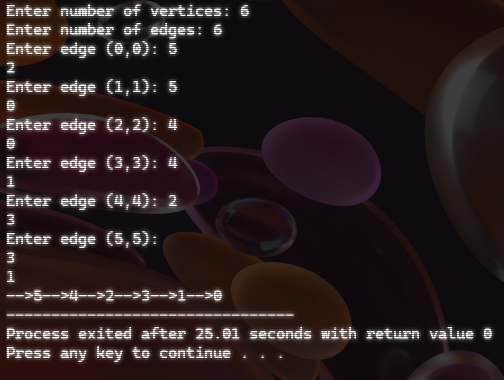 Enter number of vertices: 6
Enter number of edges: 6
Enter edge (0,0): 5
2
Enter edge (1,1): 5
0
Enter edge (2,2): 4
0
Enter edge (3,3): 4
1
Enter edge (4,4): 2
3
Enter edge (5,5):
3
1
-->5-->4-->2-->3-->1-->0
--------------------------------
Process exited after 25.01 seconds with return value 0
Press any key to continue . . .